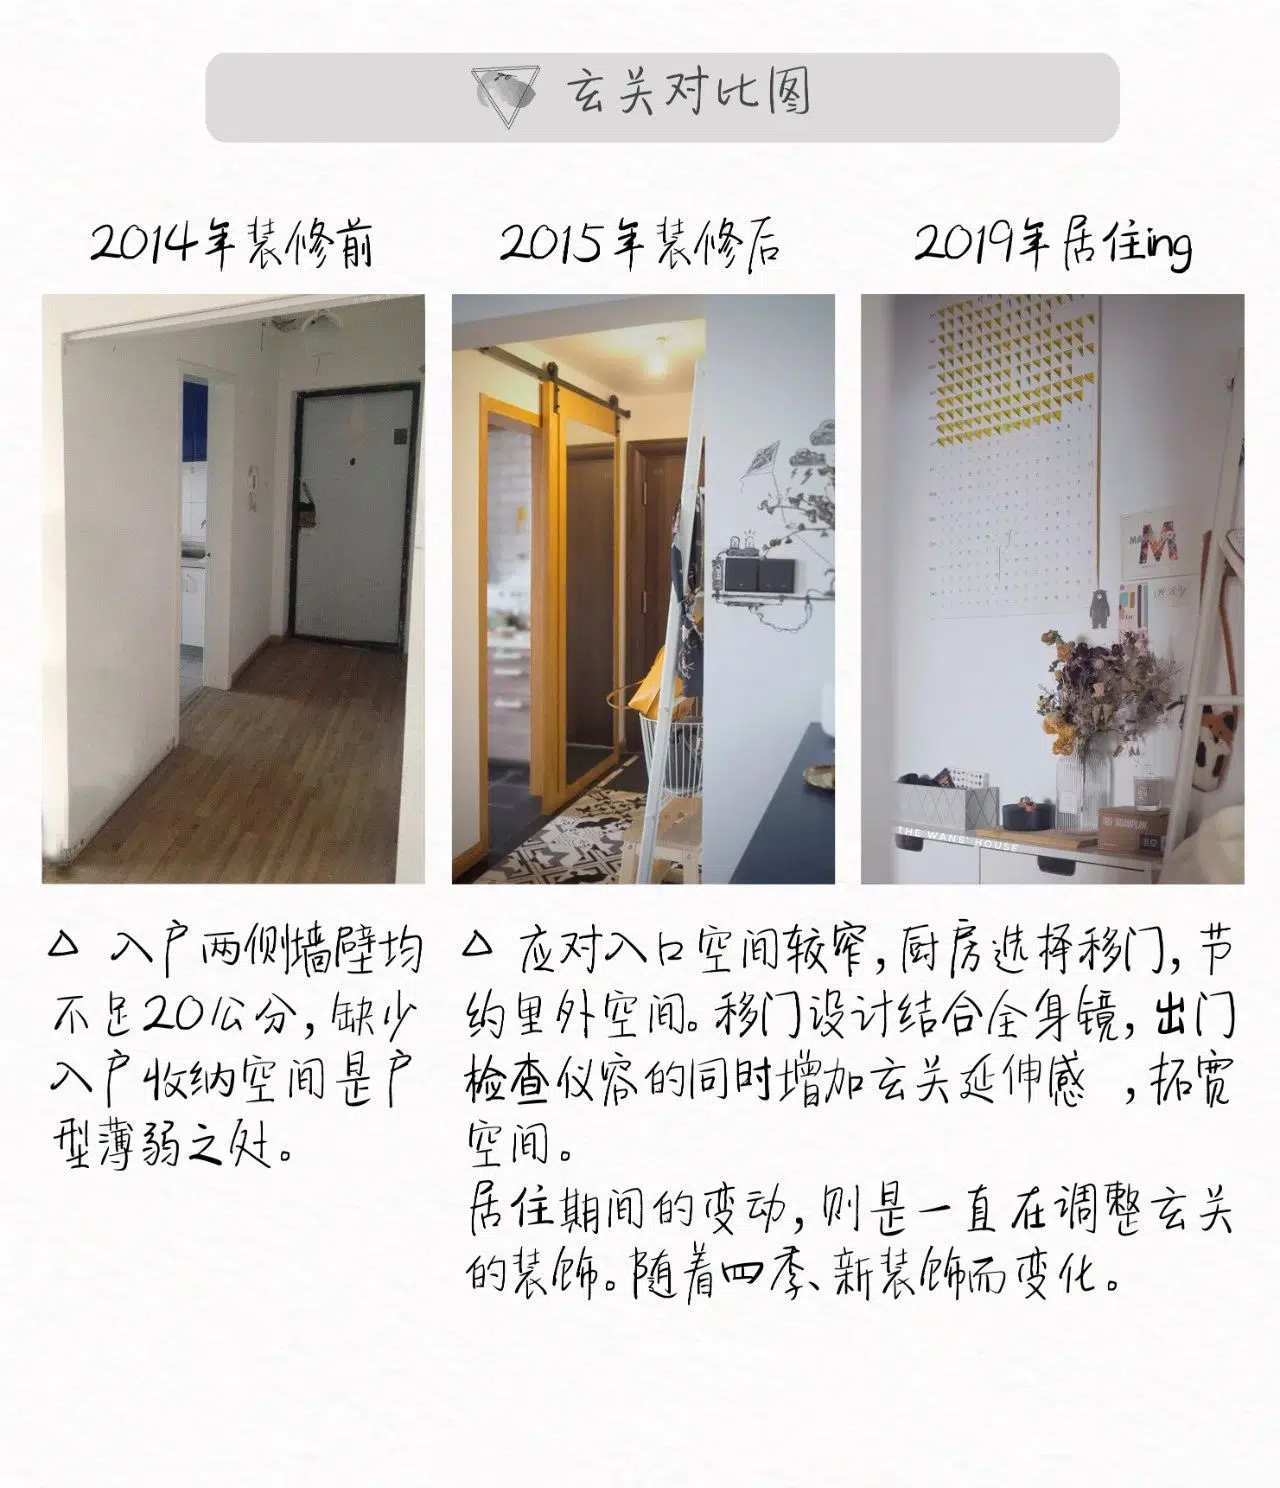 玄关对比图
2014年装修前
2015年装修后
2019年居住ing
THE WANS' HOUSE
△ 入户两侧墙壁均
不足20公分,缺少
入户收纳空间是户
型薄弱之处。
△ 应对入口空间较窄,厨房选择移门,节
约里外空间。移门设计结合全身镜,出门
检查仪容的同时增加玄关延伸感 ,拓宽
空间。
居住期间的变动,则是一直在调整玄关
的装饰。随着四季、新装饰而变化。